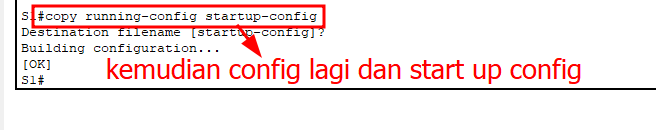 S1#copy running-config startup-config
Destination filename [startup-config]?
Building configuration...
[OK]
kemudian config lagi dan start up config
S1#